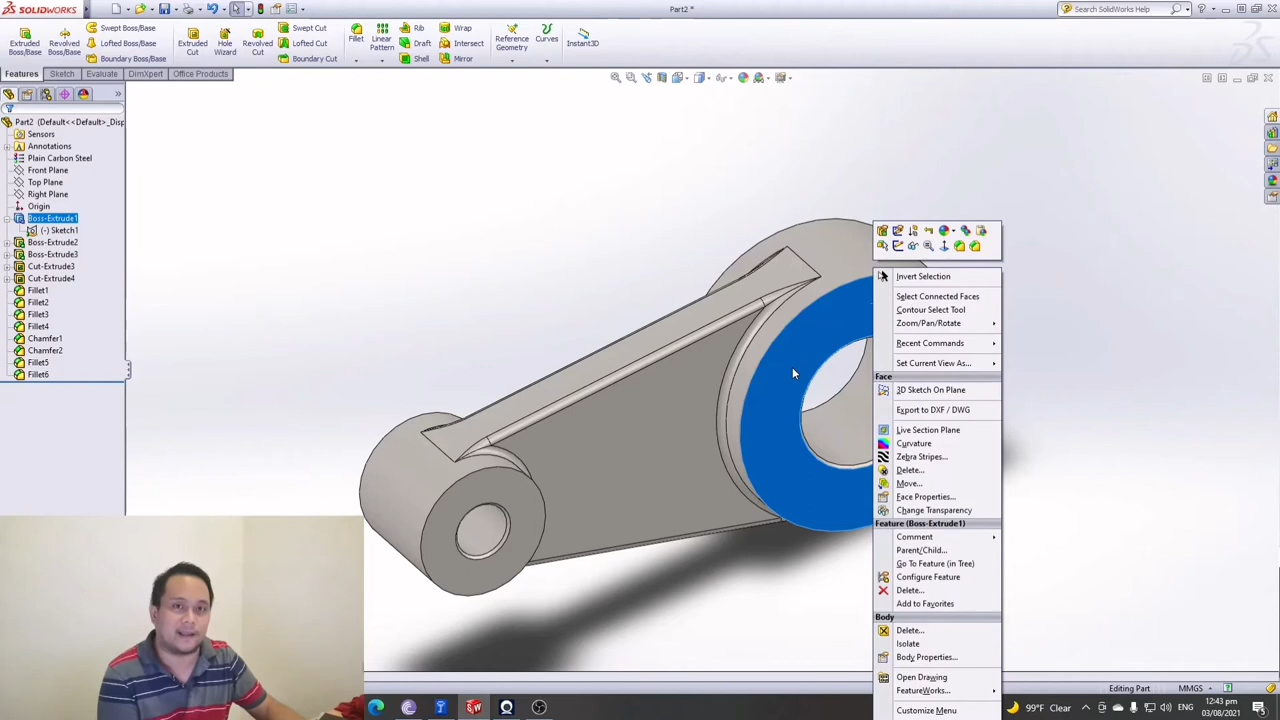 SOLIDWORKS
Part2 *
Search SolidWorks Help
Extruded Boss/Base
Revolved Boss/Base
Swept Boss/Base
Lofted Boss/Base
Boundary Boss/Base
Extruded Cut
Hole Wizard
Revolved Cut
Swept Cut
Lofted Cut
Boundary Cut
Fillet
Linear Pattern
Rib
Draft
Shell
Wrap
Intersect
Mirror
Reference Geometry
Curves
Instant3D
Features
Sketch
Evaluate
DimXpert
Office Products
Part2 (Default<<Default>_Disp
Sensors
Annotations
Plain Carbon Steel
Front Plane
Top Plane
Right Plane
Origin
Boss-Extrude1
(-) Sketch1
Boss-Extrude2
Boss-Extrude3
Cut-Extrude3
Cut-Extrude4
Fillet1
Fillet2
Fillet3
Fillet4
Chamfer1
Chamfer2
Fillet5
Fillet6
Invert Selection
Select Connected Faces
Contour Select Tool
Zoom/Pan/Rotate
Recent Commands
Set Current View As...
Face
3D Sketch On Plane
Export to DXF / DWG
Live Section Plane
Curvature
Zebra Stripes...
Delete...
Move...
Face Properties...
Change Transparency
Feature (Boss-Extrude1)
Comment
Parent/Child...
Go To Feature (in Tree)
Configure Feature
Delete...
Add to Favorites
Body
Delete...
Isolate
Body Properties...
Open Drawing
FeatureWorks...
Customize Menu
Editing Part
MMGS
99°F Clear
12:43 pm
03/08/2021